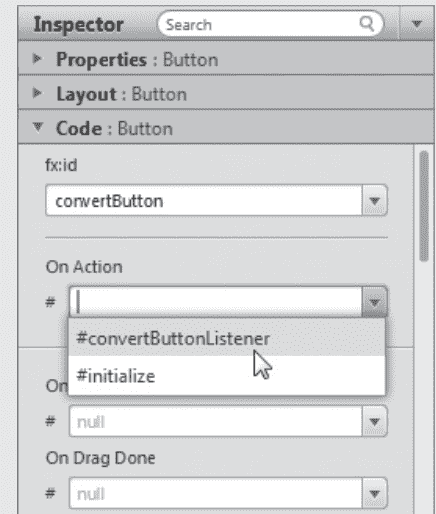 Inspector Search
Properties : Button
Layout : Button
Code : Button
fx:id
convertButton
On Action
#
#convertButtonListener
#initialize
On
# null
On Drag Done
# null